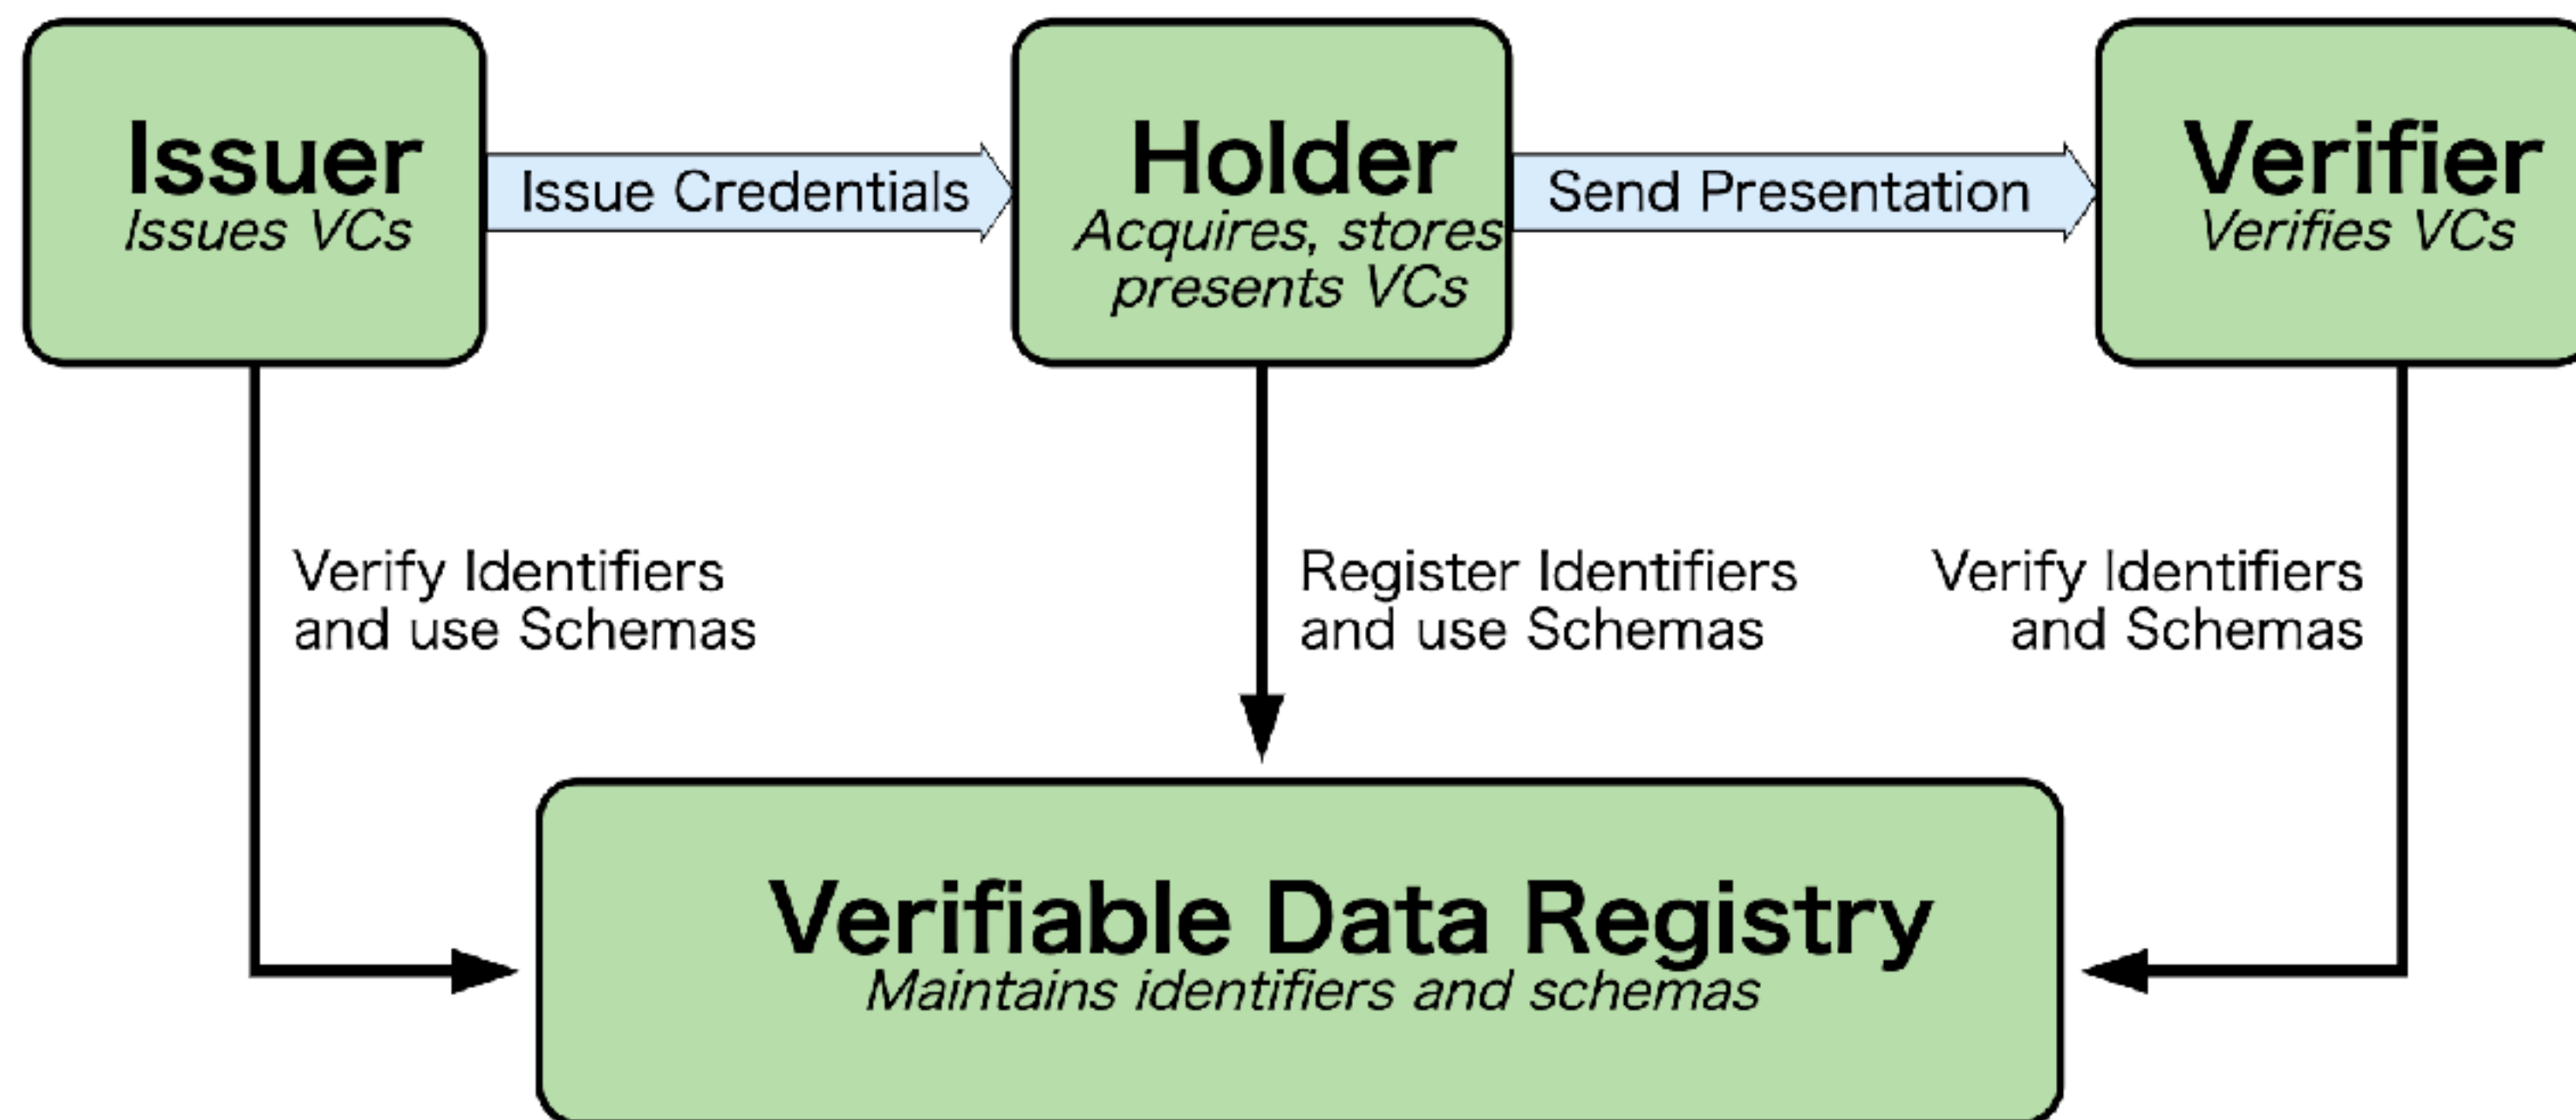 Issuer
Issues VCs
Issue Credentials
Holder
Acquires, stores
presents VCs
Send Presentation
Verifier
Verifies VCs
Verify Identifiers
and use Schemas
Register Identifiers
and use Schemas
Verify Identifiers
and Schemas
Verifiable Data Registry
Maintains identifiers and schemas